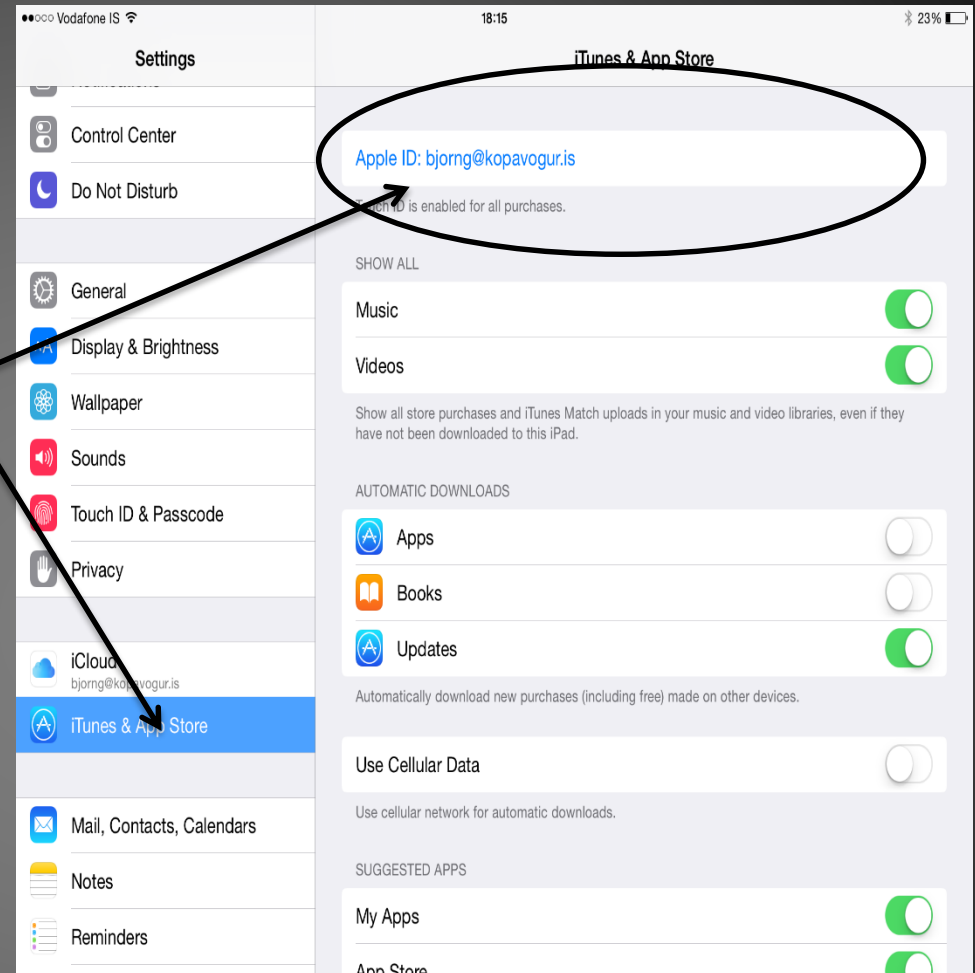 Vodafone IS
18:15
23%
Settings
Control Center
Do Not Disturb
General
Display & Brightness
Wallpaper
Sounds
Touch ID & Passcode
Privacy
iCloud
bjorng@kopavogur.is
iTunes & App Store
Mail, Contacts, Calendars
Notes
Reminders
iTunes & App Store
Apple ID: bjorng@kopavogur.is
Touch ID is enabled for all purchases.
SHOW ALL
Music
Videos
Show all store purchases and iTunes Match uploads in your music and video libraries, even if they
have not been downloaded to this iPad.
AUTOMATIC DOWNLOADS
Apps
Books
Updates
Automatically download new purchases (including free) made on other devices.
Use Cellular Data
Use cellular network for automatic downloads.
SUGGESTED APPS
My Apps
App Store